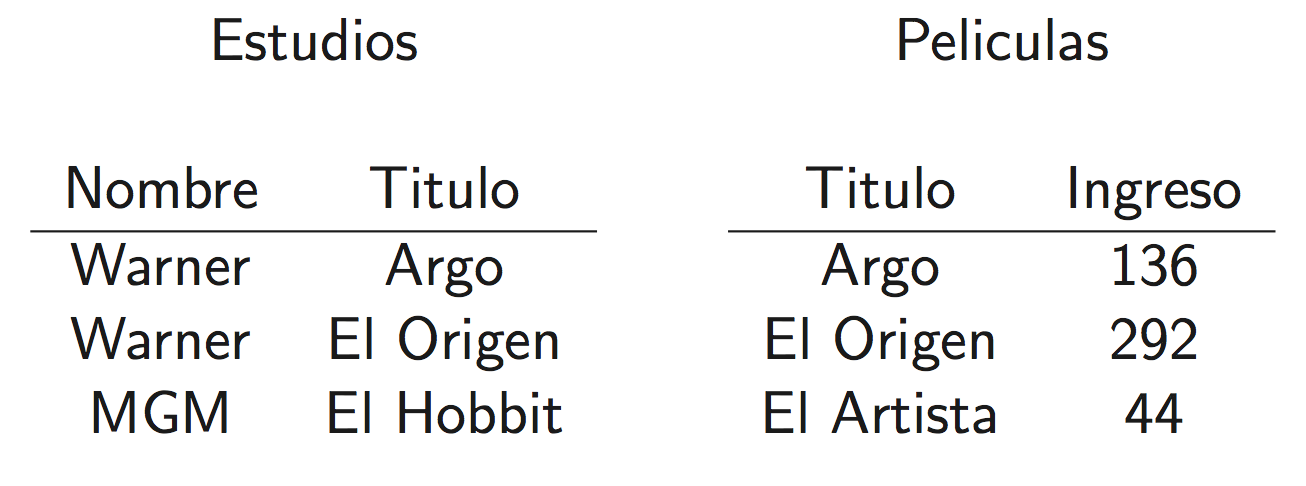 Estudios Peliculas
Nombre Titulo Titulo Ingreso
Warner Argo Argo 136
Warner El Origen El Origen 292
MGM El Hobbit El Artista 44